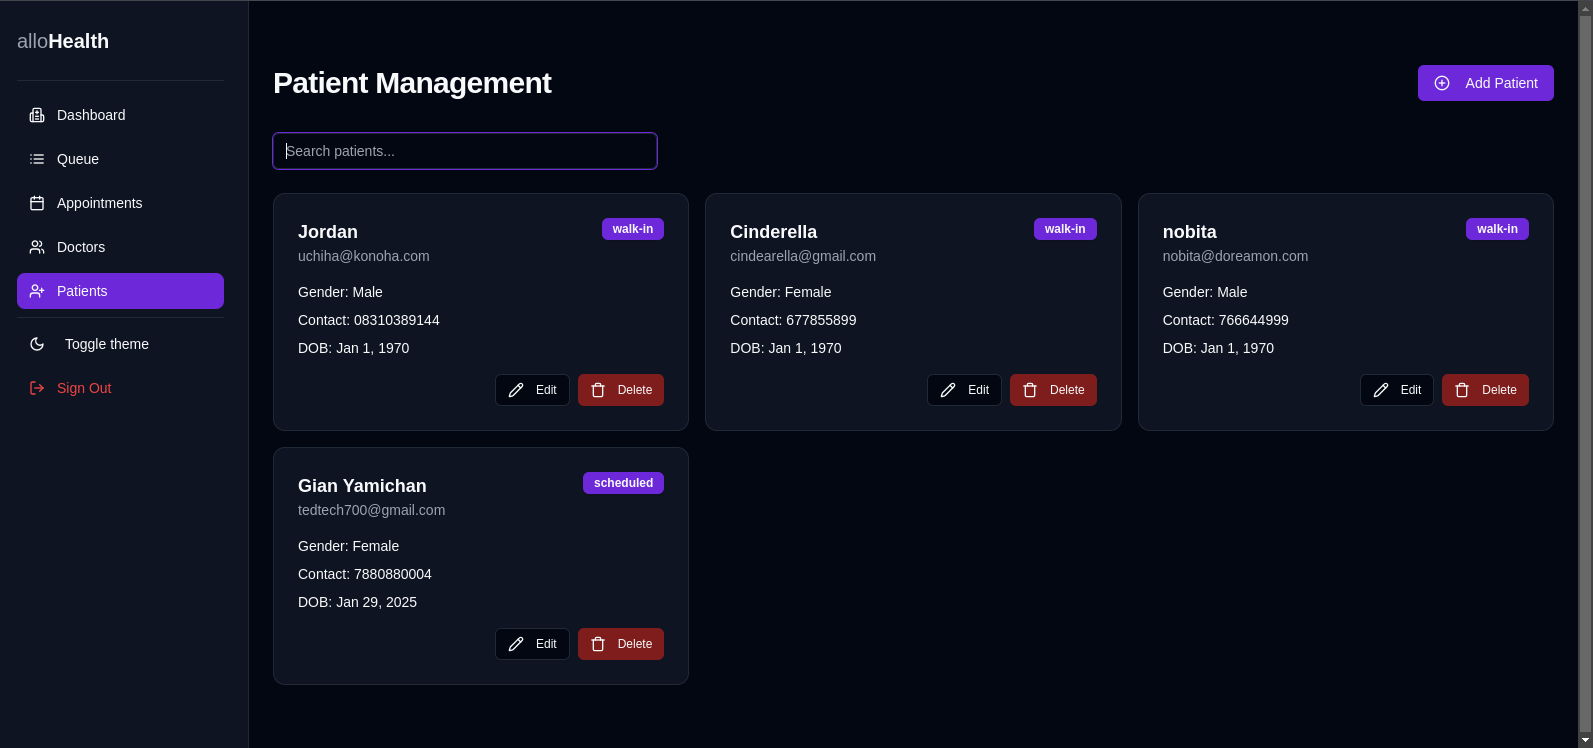 alloHealth
Dashboard
Queue
Appointments
Doctors
Patients
Toggle theme
Sign Out
Patient Management
Add Patient
Search patients...
Jordan
walk-in
uchiha@konoha.com
Gender: Male
Contact: 08310389144
DOB: Jan 1, 1970
Edit
Delete
Cinderella
walk-in
cindearella@gmail.com
Gender: Female
Contact: 677855899
DOB: Jan 1, 1970
Edit
Delete
nobita
walk-in
nobita@doreamon.com
Gender: Male
Contact: 766644999
DOB: Jan 1, 1970
Edit
Delete
Gian Yamichan
scheduled
tedtech700@gmail.com
Gender: Female
Contact: 7880880004
DOB: Jan 29, 2025
Edit
Delete